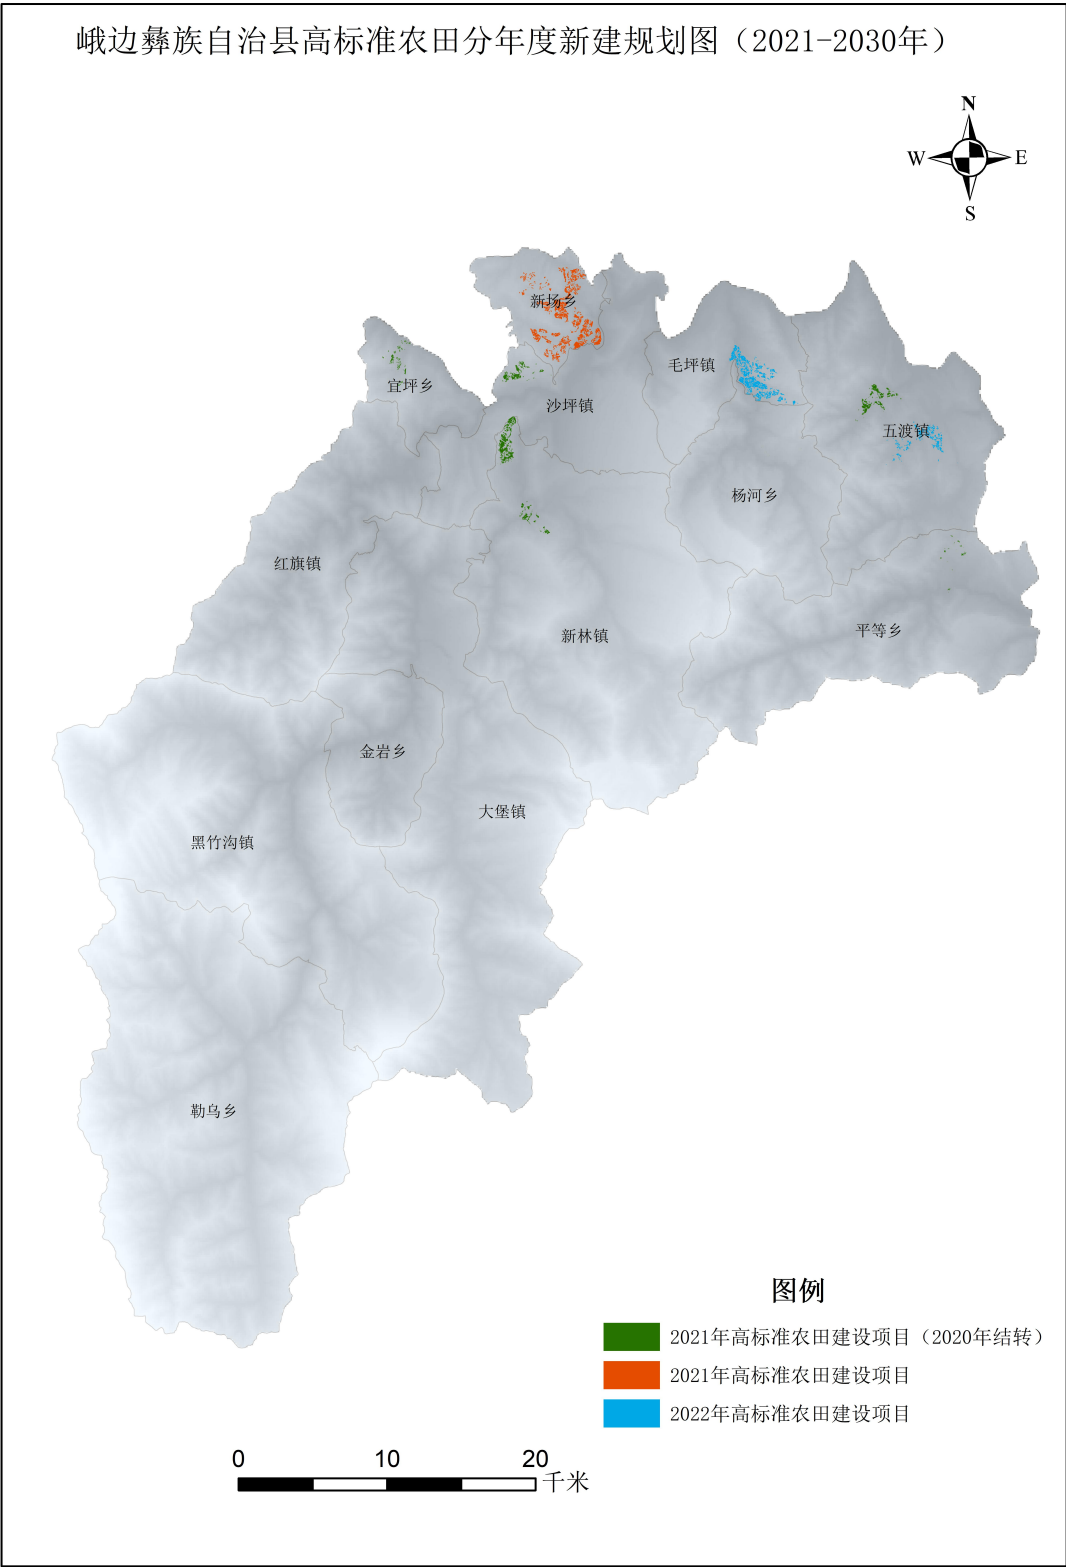 峨边彝族自治县高标准农田分年度新建规划图（2021-2030年）
N
W
E
S
新场乡
毛坪镇
宜坪乡
沙坪镇
五渡镇
杨河乡
红旗镇
新林镇
平等乡
金岩乡
大堡镇
黑竹沟镇
勒乌乡
图例
2021年高标准农田建设项目（2020年结转）
2021年高标准农田建设项目
2022年高标准农田建设项目
0 10 20
千米